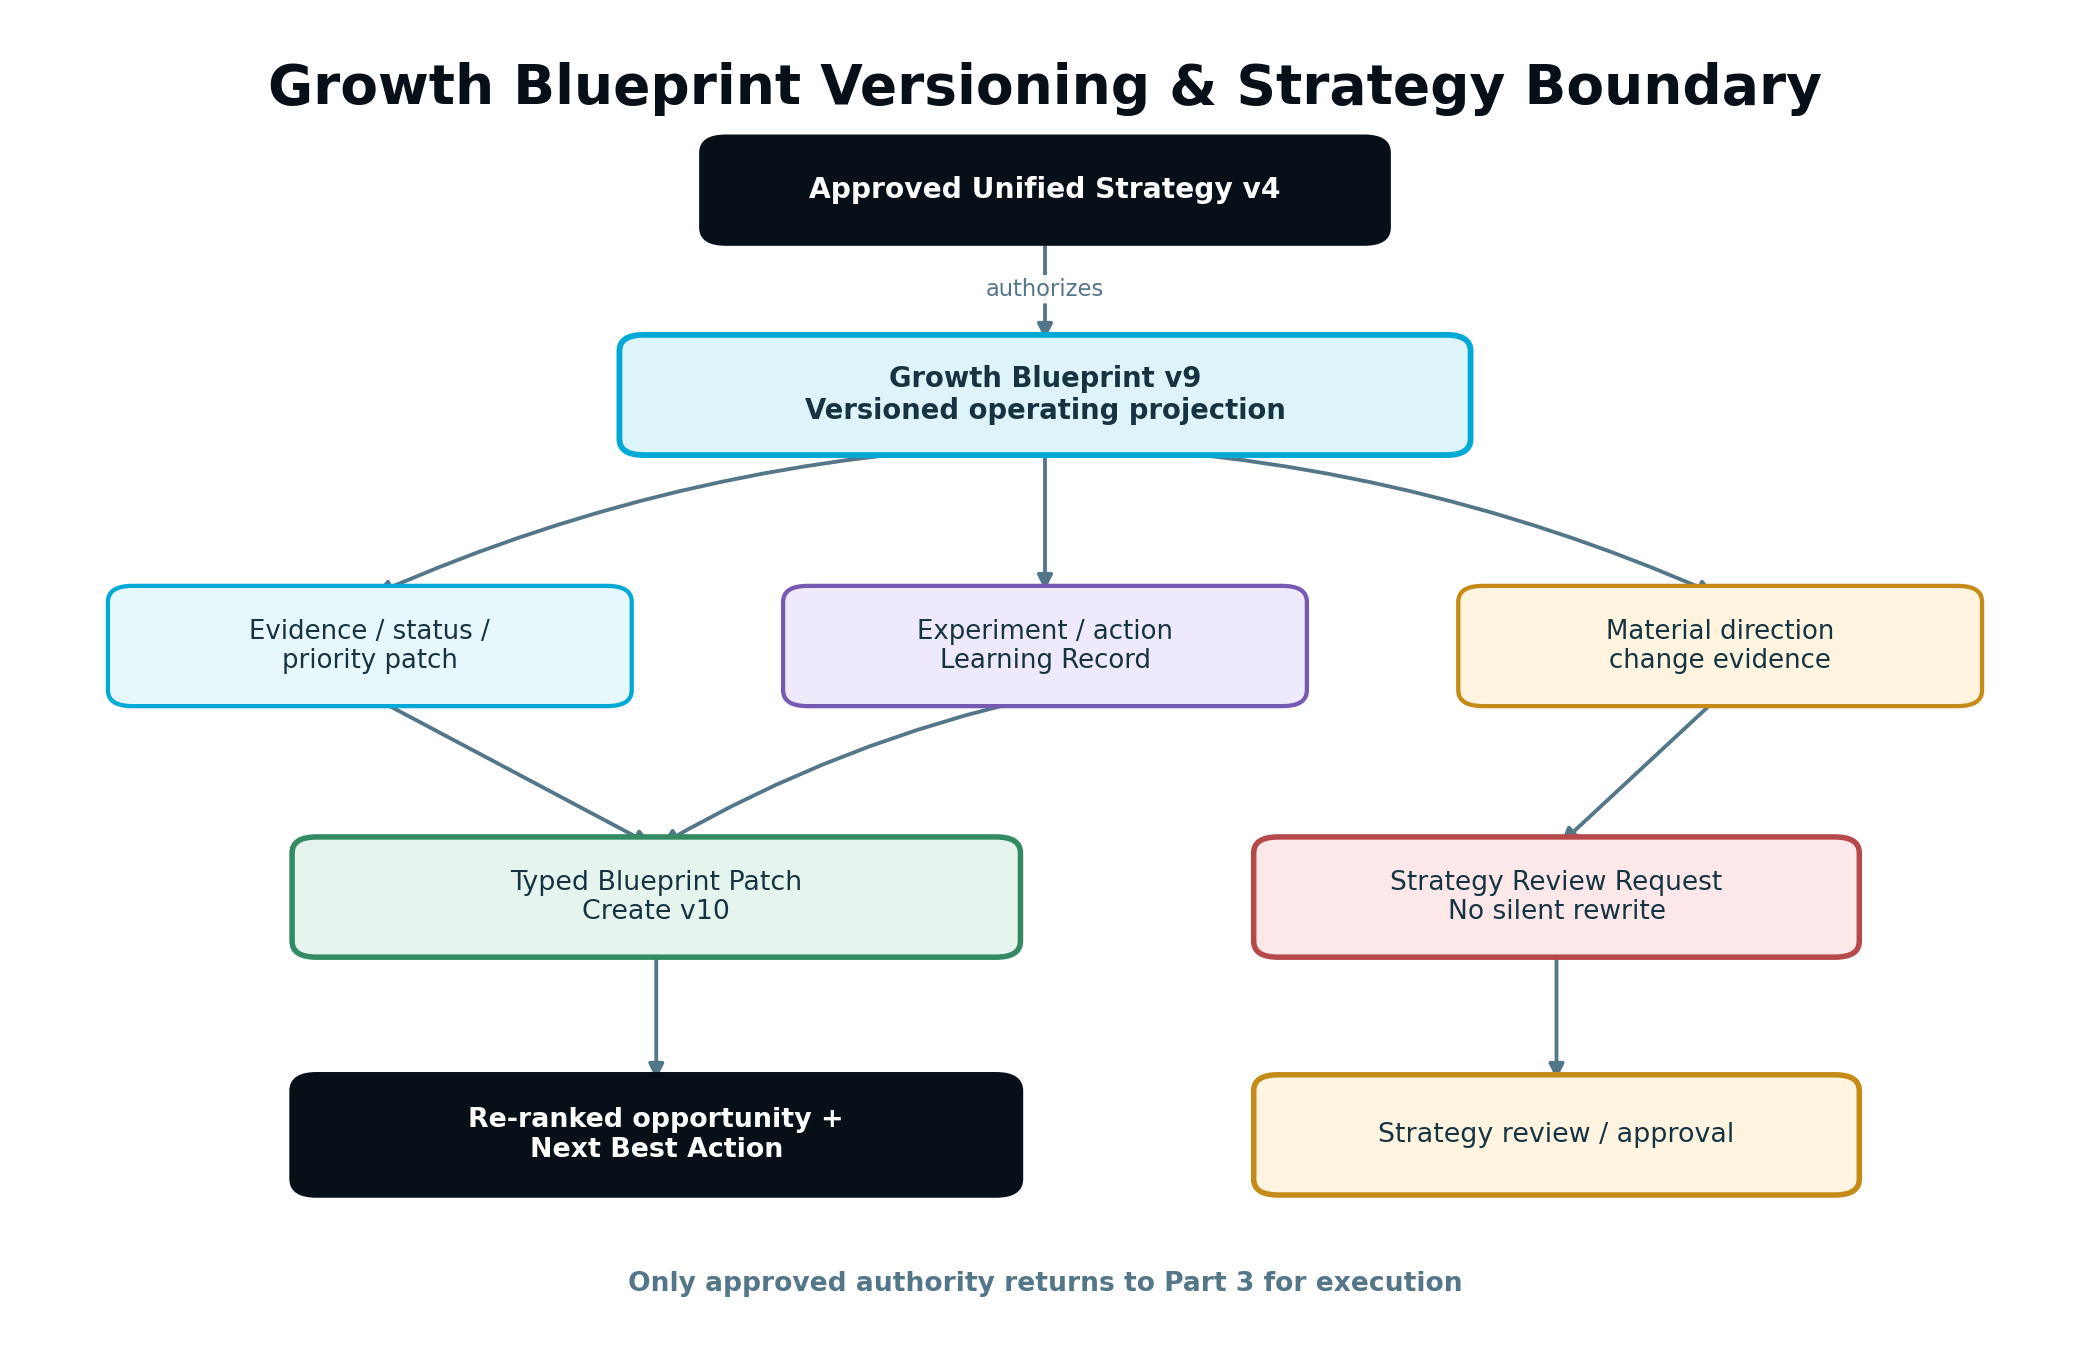 Growth Blueprint Versioning & Strategy Boundary
Approved Unified Strategy v4
authorizes
Growth Blueprint v9
Versioned operating projection
Evidence / status /
priority patch
Experiment / action
Learning Record
Material direction
change evidence
Typed Blueprint Patch
Create v10
Strategy Review Request
No silent rewrite
Re-ranked opportunity +
Next Best Action
Strategy review / approval
Only approved authority returns to Part 3 for execution